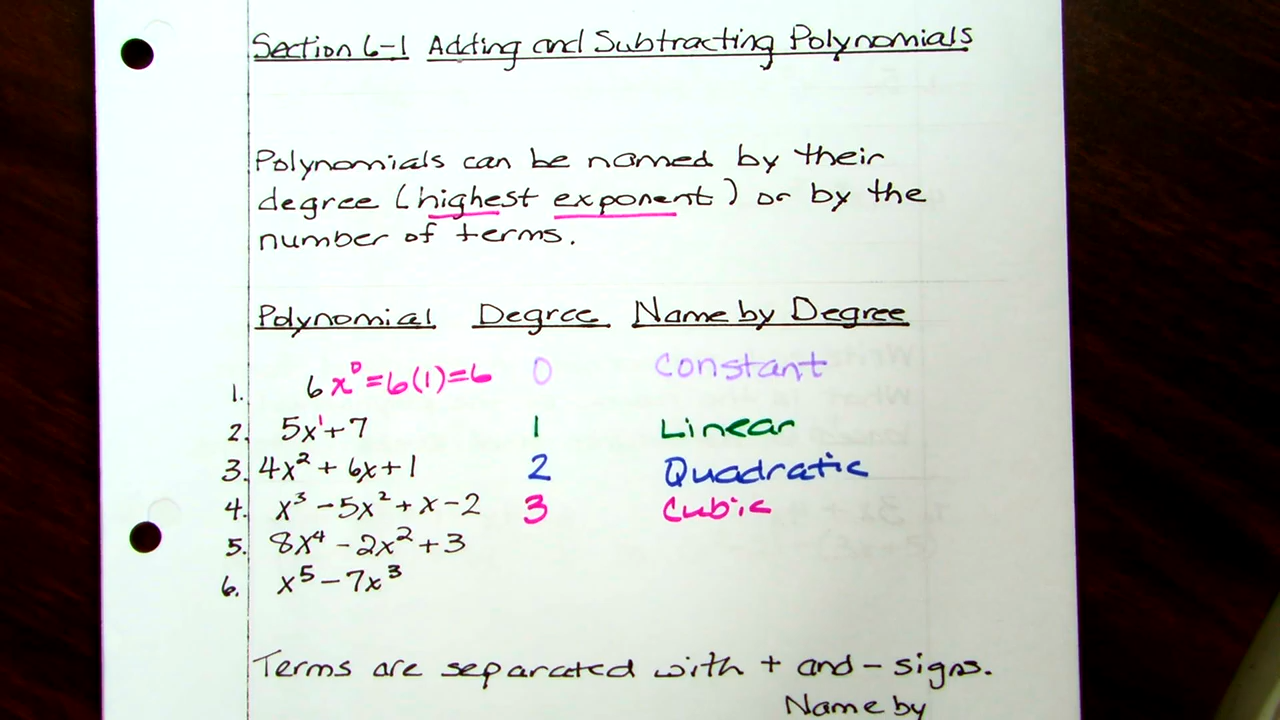 Section 6-1 Adding and Subtracting Polynomials
Polynomials can be named by their
degree (highest exponent) or by the
number of terms.
Polynomial Degree Name by Degree
1. 6x⁰=6(1)=6 0 Constant
2. 5x¹+7 1 Linear
3. 4x² + 6x+1 2 Quadratic
4. x³ -5x² + x-2 3 Cubic
5. 8x⁴ - 2x² + 3
6. x⁵ - 7x³
Terms are separated with + and - signs.
Name by